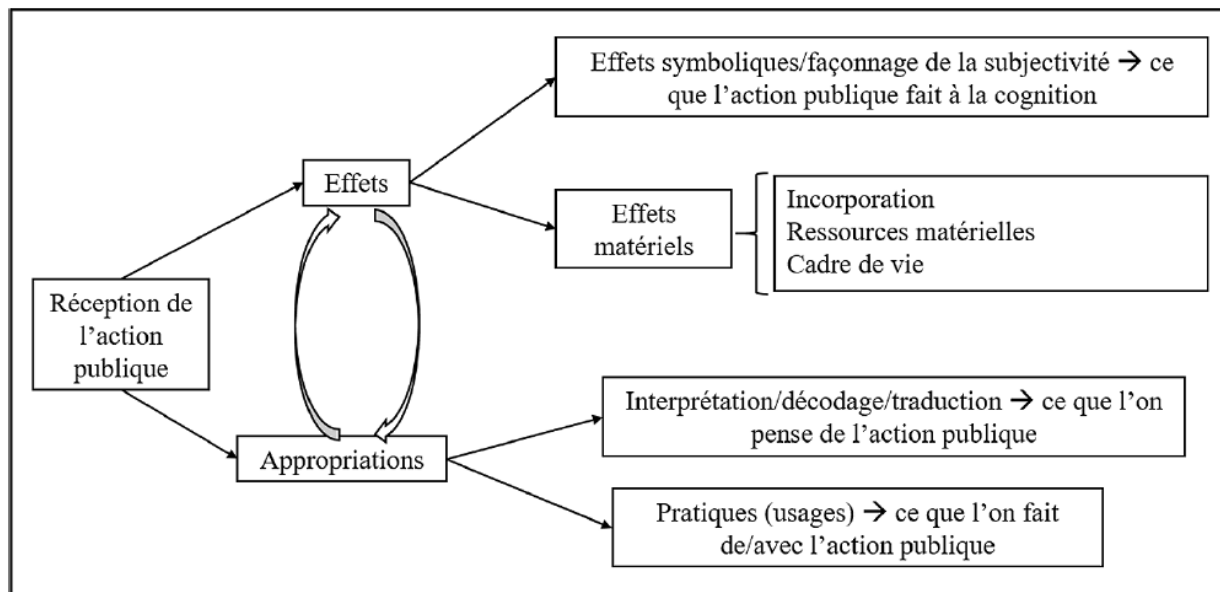 Effets symboliques/façonnage de la subjectivité → ce
que l’action publique fait à la cognition
Effets
Effets
matériels
Incorporation
Ressources matérielles
Cadre de vie
Réception de
l’action
publique
Interprétation/décodage/traduction → ce que l’on
pense de l’action publique
Appropriations
Pratiques (usages) → ce que l’on fait
de/avec l’action publique